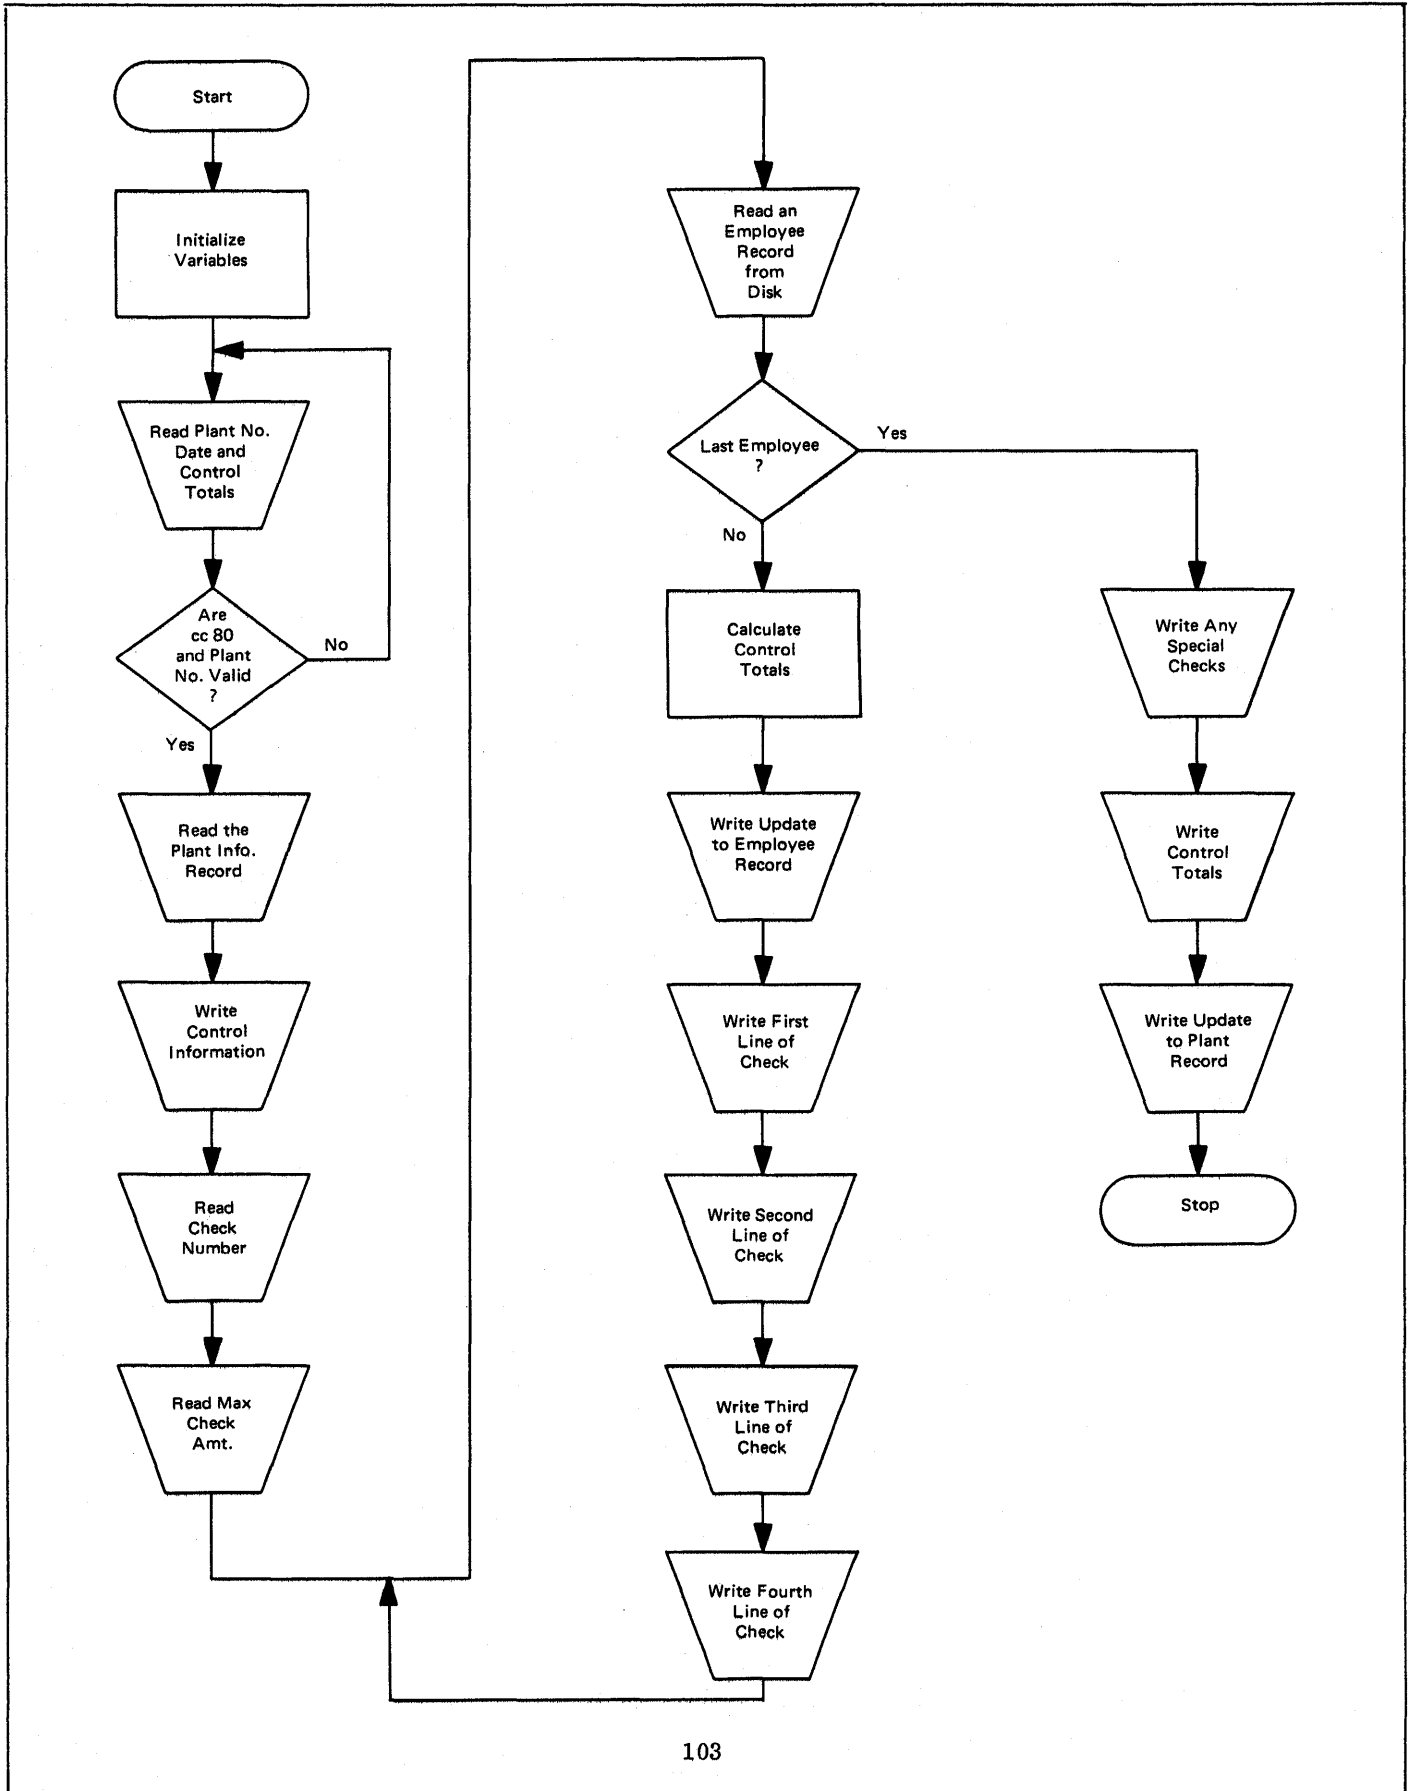 Start
Initialize
Variables
Read Plant No.
Date and
Control
Totals
Are
cc 80
and Plant
No. Valid
?
No
Yes
Read the
Plant Info.
Record
Write
Control
Information
Read
Check
Number
Read Max
Check
Amt.
Read an
Employee
Record
from
Disk
Last Employee
?
Yes
No
Calculate
Control
Totals
Write Update
to Employee
Record
Write First
Line of
Check
Write Second
Line of
Check
Write Third
Line of
Check
Write Fourth
Line of
Check
Write Any
Special
Checks
Write
Control
Totals
Write Update
to Plant
Record
Stop
103